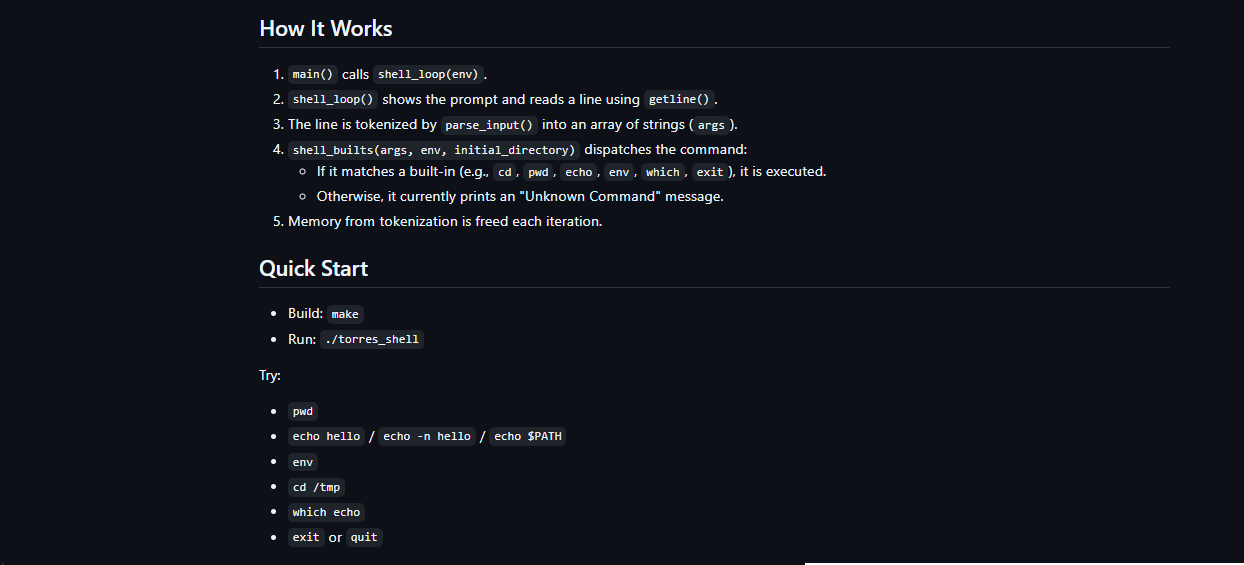 How It Works
1. main() calls shell_loop(env).
2. shell_loop() shows the prompt and reads a line using getline().
3. The line is tokenized by parse_input() into an array of strings (args).
4. shell_builts(args, env, initial_directory) dispatches the command:
◦ If it matches a built-in (e.g., cd, pwd, echo, env, which, exit), it is executed.
◦ Otherwise, it currently prints an "Unknown Command" message.
5. Memory from tokenization is freed each iteration.
Quick Start
• Build: make
• Run: ./torres_shell
Try:
• pwd
• echo hello / echo -n hello / echo $PATH
• env
• cd /tmp
• which echo
• exit or quit